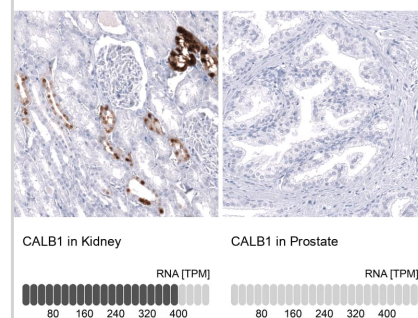 CALB1 in Kidney
CALB1 in Prostate
RNA [TPM]
RNA [TPM]
80 160 240 320 400
80 160 240 320 400